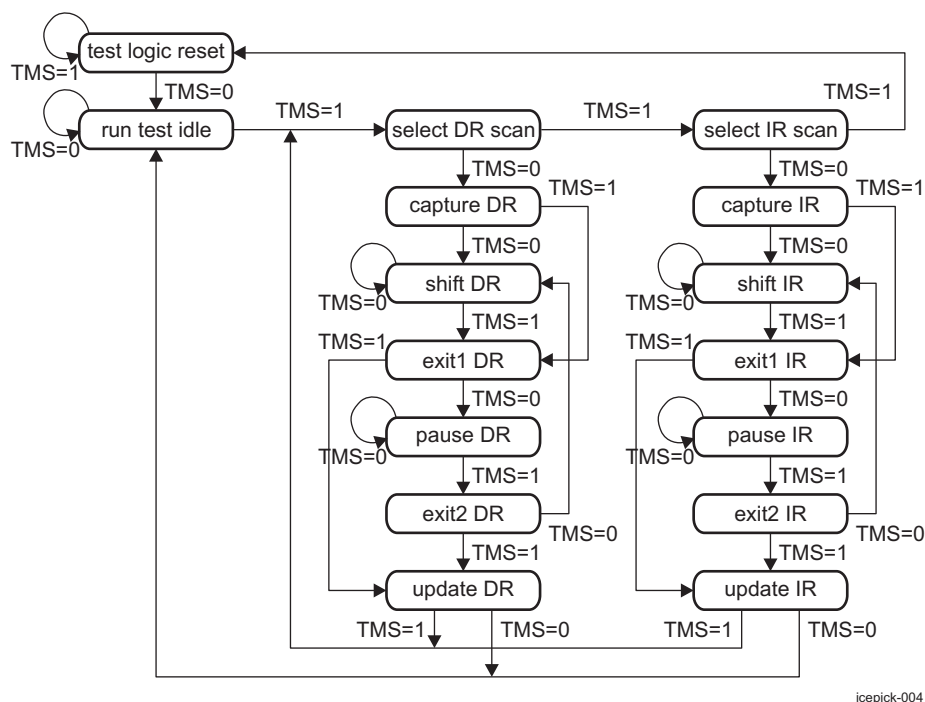 test logic reset
TMS=1
TMS=0
TMS=1
run test idle
TMS=0
TMS=1
select DR scan
TMS=1
select IR scan
TMS=0
TMS=0
capture DR
TMS=1
capture IR
TMS=1
TMS=0
TMS=0
shift DR
TMS=0
shift IR
TMS=0
TMS=1
TMS=1
TMS=1
exit1 DR
TMS=1
exit1 IR
TMS=0
TMS=0
pause DR
TMS=0
pause IR
TMS=0
TMS=1
TMS=1
exit2 DR
TMS=0
exit2 IR
TMS=0
TMS=1
TMS=1
update DR
update IR
TMS=1
TMS=0
TMS=1
TMS=0
icepick-004